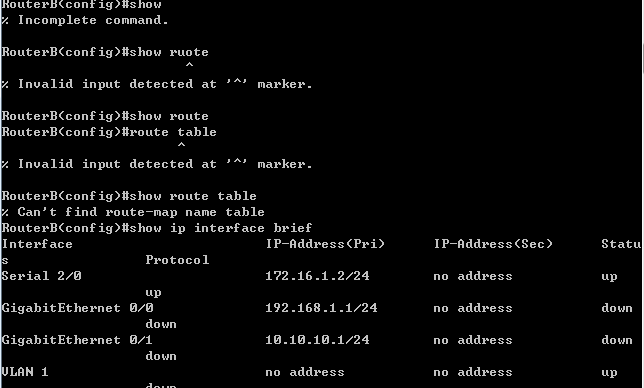 RouterB(config)#show
% Incomplete command.
RouterB(config)#show ruote
^
% Invalid input detected at '^' marker.
RouterB(config)#show route
RouterB(config)#route table
^
% Invalid input detected at '^' marker.
RouterB(config)#show route table
% Can't find route-map name table
RouterB(config)#show ip interface brief
Interface IP-Address(Pri) IP-Address(Sec) Statu
s Protocol
Serial 2/0 172.16.1.2/24 no address up
up
GigabitEthernet 0/0 192.168.1.1/24 no address down
down
GigabitEthernet 0/1 10.10.10.1/24 no address down
down
VLAN 1 no address no address up
down